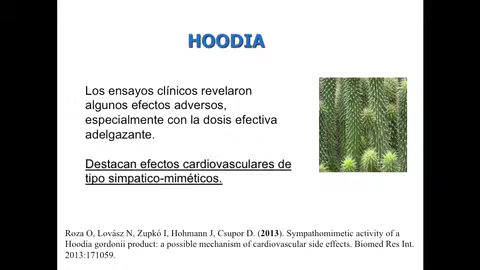 HOODIA
Los ensayos clínicos revelaron
algunos efectos adversos,
especialmente con la dosis efectiva
adelgazante.
Destacan efectos cardiovasculares de
tipo simpatico-miméticos.
Roza O, Lovász N, Zupkó I, Hohmann J, Csupor D. (2013). Sympathomimetic activity of a
Hoodia gordonii product: a possible mechanism of cardiovascular side effects. Biomed Res Int.
2013:171059.